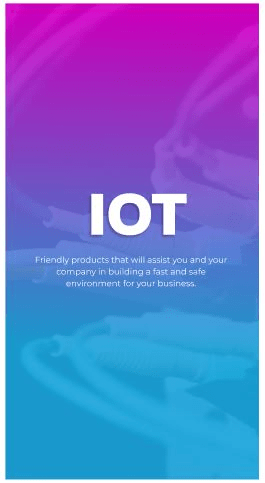 IOT
Friendly products that will assist you and your
company in building a fast and safe
environment for your business.